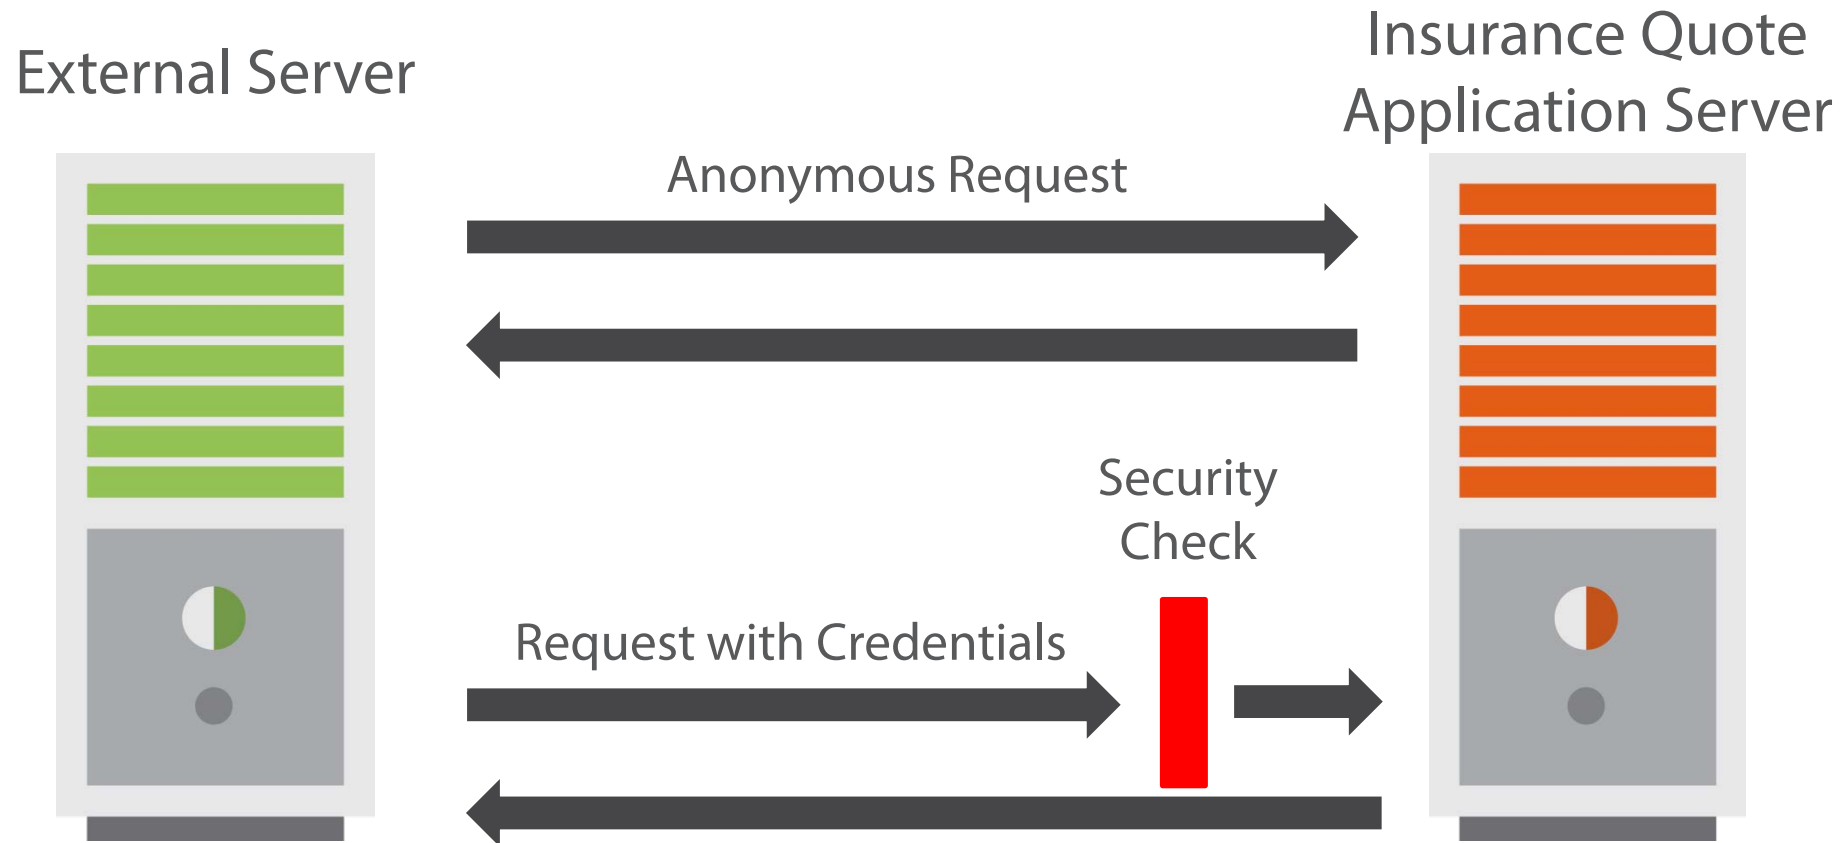 External Server
Insurance Quote
Application Server
Anonymous Request
Security
Check
Request with Credentials